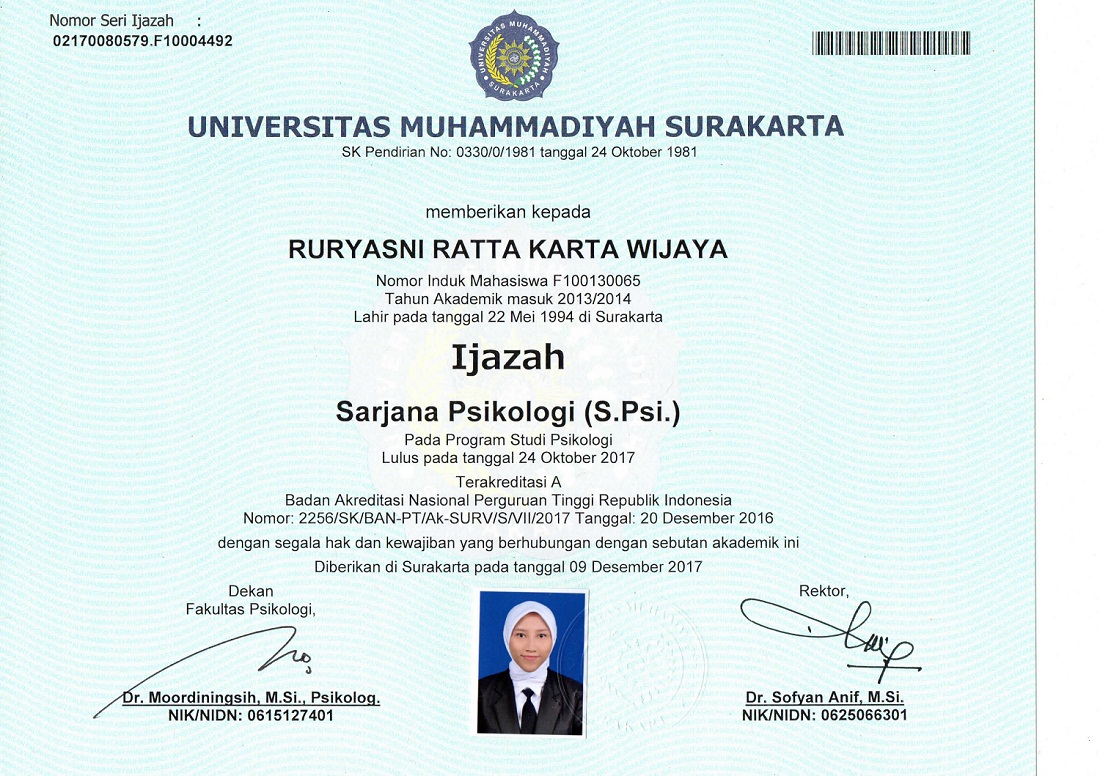 Nomor Seri Ijazah :
02170080579.F10004492
UNIVERSITAS MUHAMMADIYAH
SURAKARTA
UNIVERSITAS MUHAMMADIYAH SURAKARTA
SK Pendirian No: 0330/0/1981 tanggal 24 Oktober 1981
memberikan kepada
RURYASNI RATTA KARTA WIJAYA
Nomor Induk Mahasiswa F100130065
Tahun Akademik masuk 2013/2014
Lahir pada tanggal 22 Mei 1994 di Surakarta
Ijazah
Sarjana Psikologi (S.Psi.)
Pada Program Studi Psikologi
Lulus pada tanggal 24 Oktober 2017
Terakreditasi A
Badan Akreditasi Nasional Perguruan Tinggi Republik Indonesia
Nomor: 2256/SK/BAN-PT/Ak-SURV/S/VII/2017 Tanggal: 20 Desember 2016
dengan segala hak dan kewajiban yang berhubungan dengan sebutan akademik ini
Diberikan di Surakarta pada tanggal 09 Desember 2017
Dekan
Fakultas Psikologi,
Dr. Moordiningsih, M.Si., Psikolog.
NIK/NIDN: 0615127401
Rektor,
Dr. Sofyan Anif, M.Si.
NIK/NIDN: 0625066301